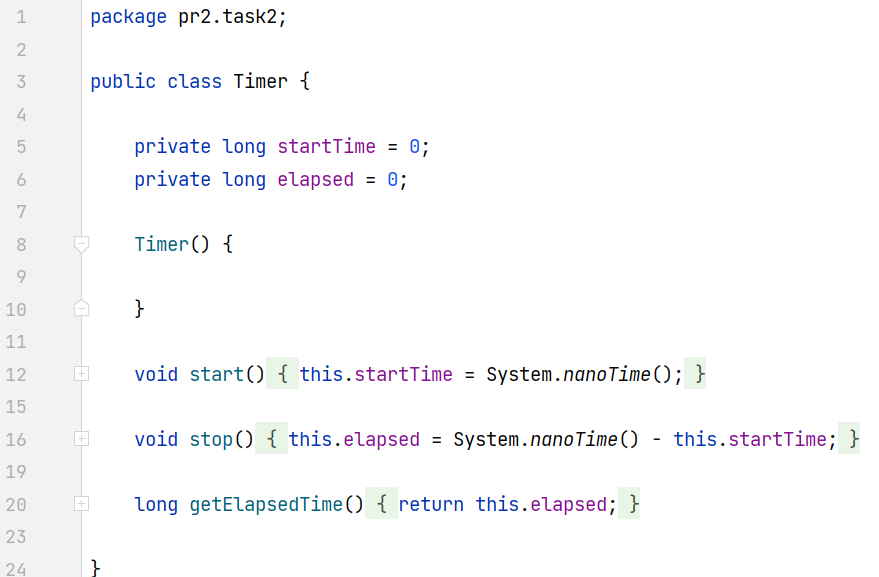 1 package pr2.task2;
2
3 public class Timer {
4
5     private long startTime = 0;
6     private long elapsed = 0;
7
8     Timer() {
9
10     }
11
12     void start() { this.startTime = System.nanoTime(); }
15
16     void stop() { this.elapsed = System.nanoTime() - this.startTime; }
19
20     long getElapsedTime() { return this.elapsed; }
23
24 }